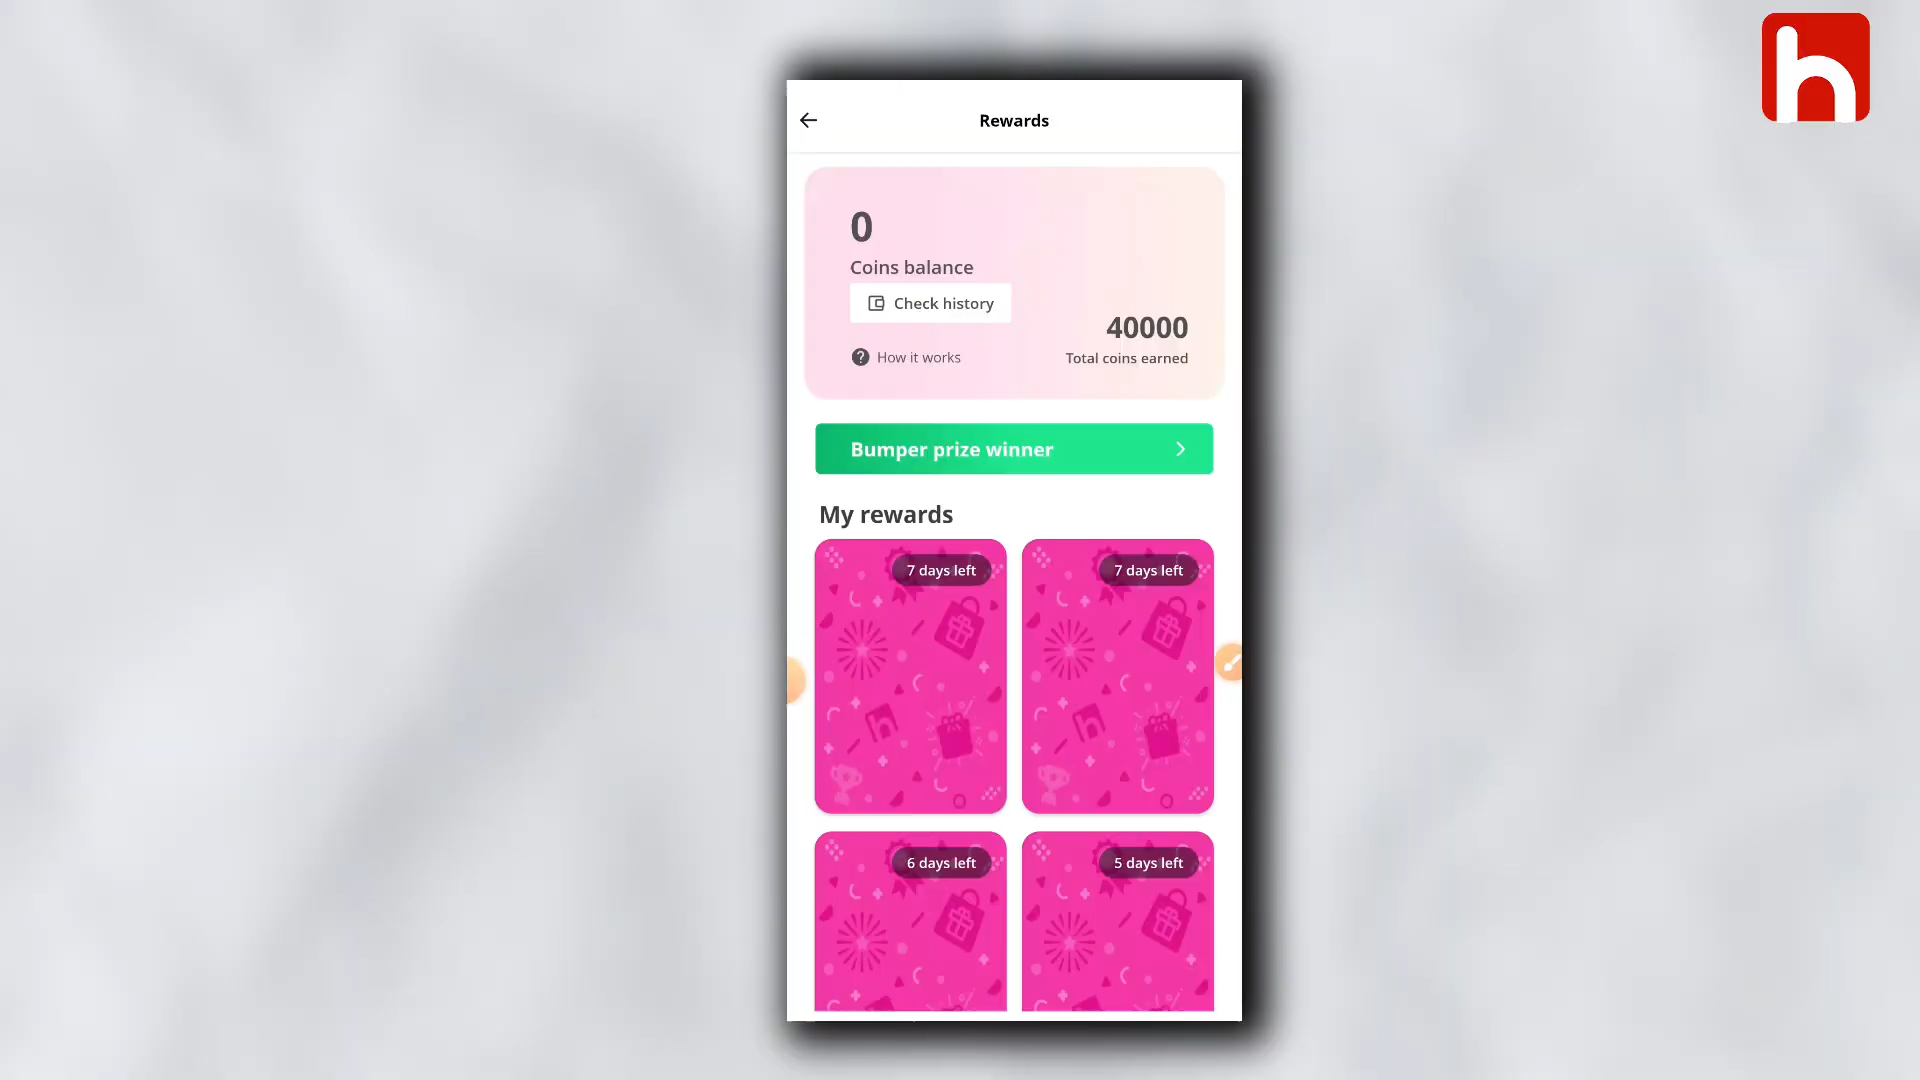 h
Rewards
0
Coins balance
Check history
40000
? How it works
Total coins earned
Bumper prize winner
My rewards
7 days left
7 days left
6 days left
5 days left